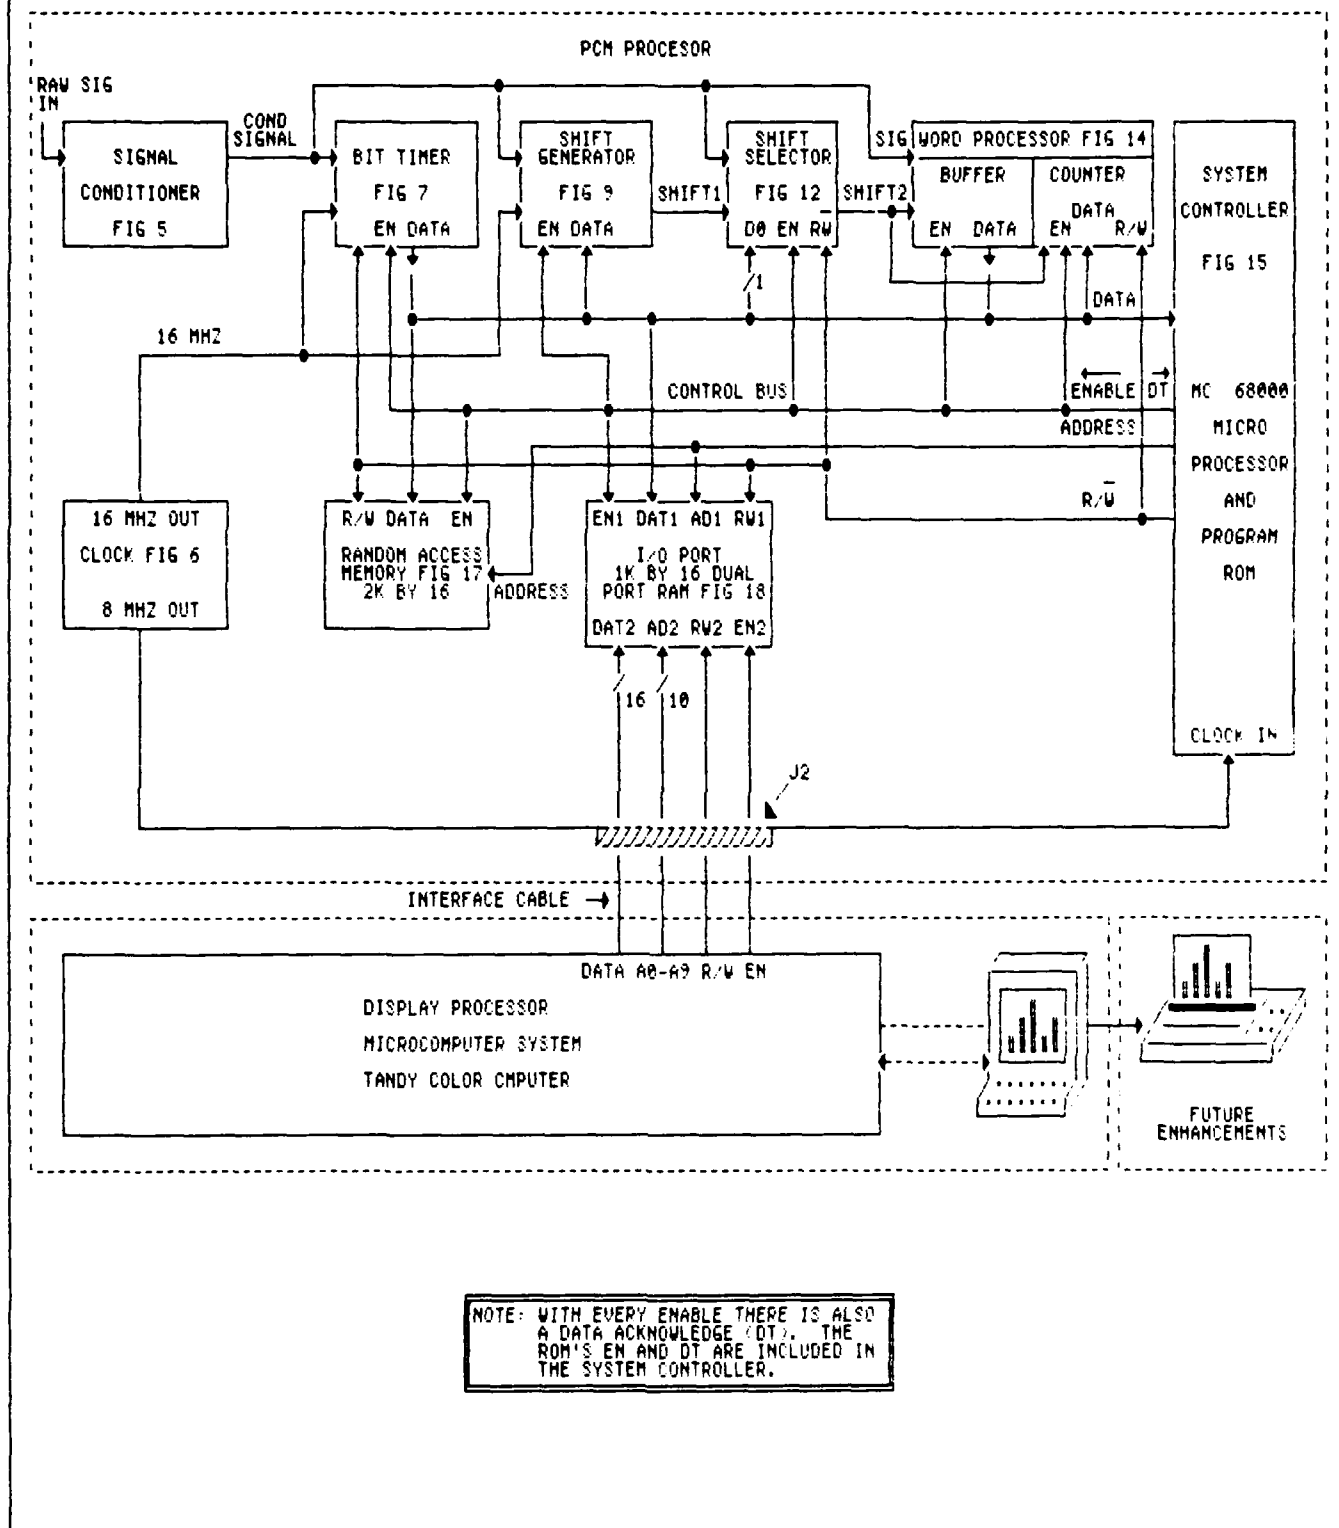 PCM PROCESOR
RAW SIG
IN
COND
SIGNAL
SIGNAL
CONDITIONER
FIG 5
BIT TIMER
FIG 7
EN DATA
SHIFT
GENERATOR
FIG 9
EN DATA
SHIFT1
SHIFT
SELECTOR
FIG 12
D0 EN RW
SHIFT2
SIG
WORD PROCESSOR FIG 14
BUFFER
EN DATA
COUNTER
DATA
EN R/W
SYSTEM
CONTROLLER
FIG 15
MC 68000
MICRO
PROCESSOR
AND
PROGRAM
ROM
CLOCK IN
/1
DATA
16 MHZ
CONTROL BUS
ENABLE DT
ADDRESS
R/W
16 MHZ OUT
CLOCK FIG 6
8 MHZ OUT
R/W DATA EN
RANDOM ACCESS
MEMORY FIG 17
2K BY 16
ADDRESS
EN1 DAT1 AD1 RW1
I/O PORT
1K BY 16 DUAL
PORT RAM FIG 18
DAT2 AD2 RW2 EN2
/16 /10
J2
INTERFACE CABLE
DATA A0-A9 R/W EN
DISPLAY PROCESSOR
MICROCOMPUTER SYSTEM
TANDY COLOR CMPUTER
FUTURE
ENHANCEMENTS
NOTE: WITH EVERY ENABLE THERE IS ALSO
A DATA ACKNOWLEDGE (DT). THE
ROM'S EN AND DT ARE INCLUDED IN
THE SYSTEM CONTROLLER.